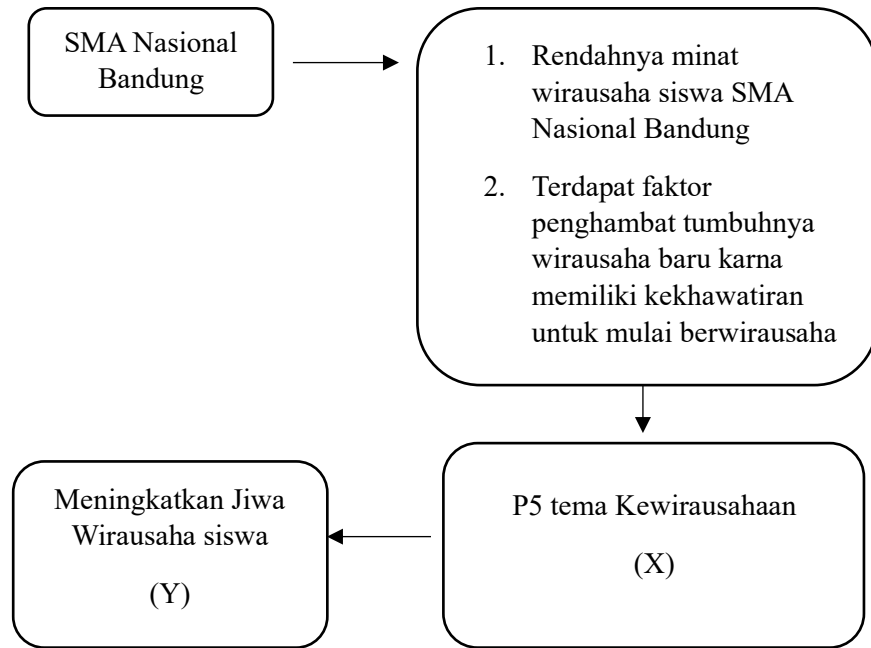 SMA Nasional
Bandung
1. Rendahnya minat
wirausaha siswa SMA
Nasional Bandung
2. Terdapat faktor
penghambat tumbuhnya
wirausaha baru karna
memiliki kekhawatiran
untuk mulai berwirausaha
P5 tema Kewirausahaan
(X)
Meningkatkan Jiwa
Wirausaha siswa
(Y)